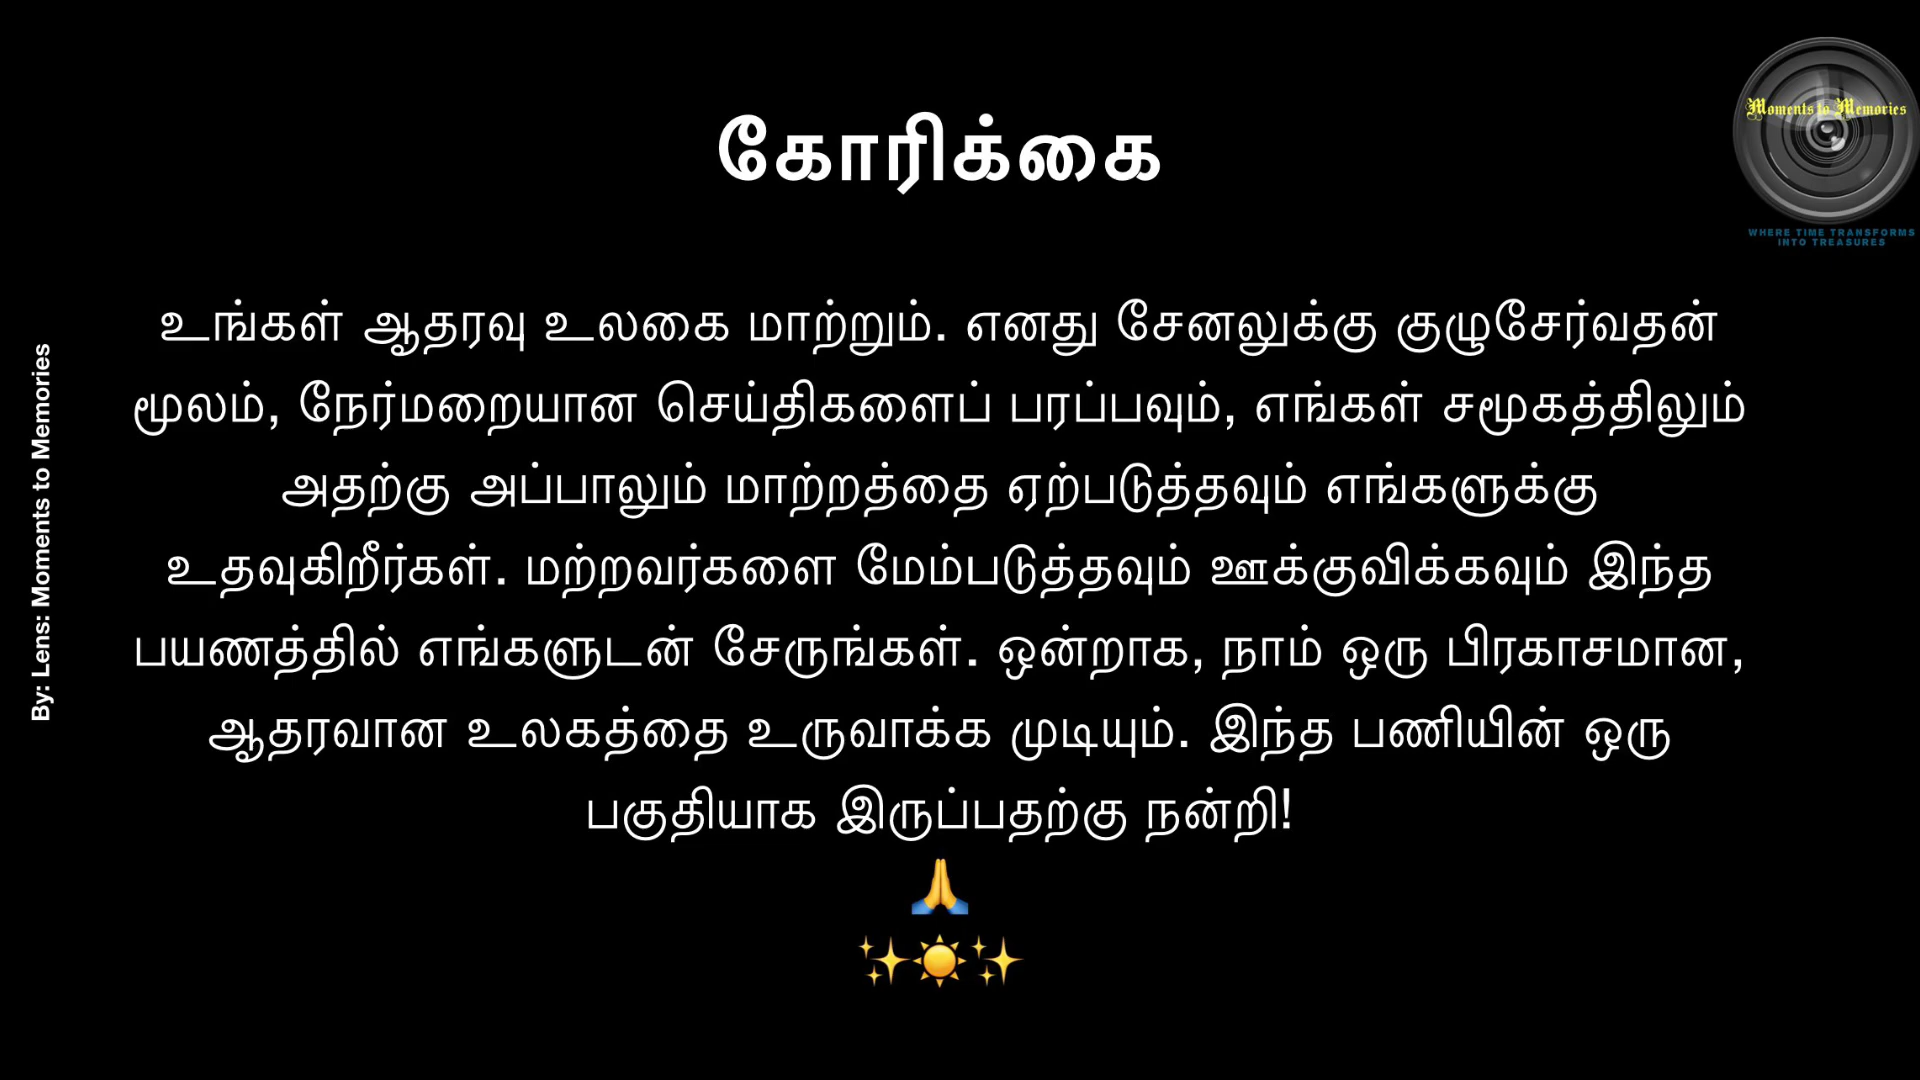 கோரிக்கை
Moments to Memories
WHERE TIME TRANSFORMS
INTO TREASURES
உங்கள் ஆதரவு உலகை மாற்றும். எனது சேனலுக்கு குழுசேர்வதன்
மூலம், நேர்மறையான செய்திகளைப் பரப்பவும், எங்கள் சமூகத்திலும்
அதற்கு அப்பாலும் மாற்றத்தை ஏற்படுத்தவும் எங்களுக்கு
உதவுகிறீர்கள். மற்றவர்களை மேம்படுத்தவும் ஊக்குவிக்கவும் இந்த
பயணத்தில் எங்களுடன் சேருங்கள். ஒன்றாக, நாம் ஒரு பிரகாசமான,
ஆதரவான உலகத்தை உருவாக்க முடியும். இந்த பணியின் ஒரு
பகுதியாக இருப்பதற்கு நன்றி!
🙏
✨☀️✨
By: Lens: Moments to Memories